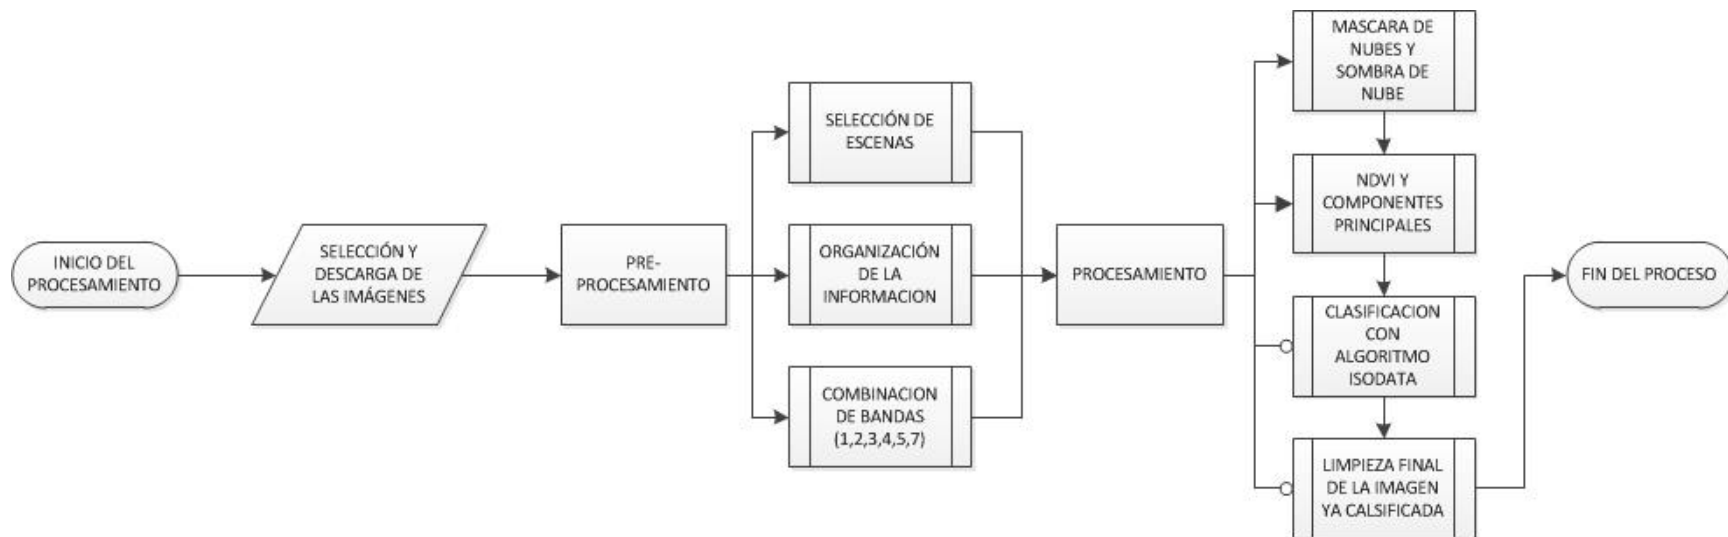 INICIO DEL
PROCESAMIENTO
SELECCIÓN Y
DESCARGA DE
LAS IMÁGENES
PRE-
PROCESAMIENTO
SELECCIÓN DE
ESCENAS
ORGANIZACIÓN
DE LA
INFORMACION
COMBINACION
DE BANDAS
(1,2,3,4,5,7)
PROCESAMIENTO
MASCARA DE
NUBES Y
SOMBRA DE
NUBE
NDVI Y
COMPONENTES
PRINCIPALES
CLASIFICACION
CON
ALGORITMO
ISODATA
LIMPIEZA FINAL
DE LA IMAGEN
YA CALSIFICADA
FIN DEL PROCESO